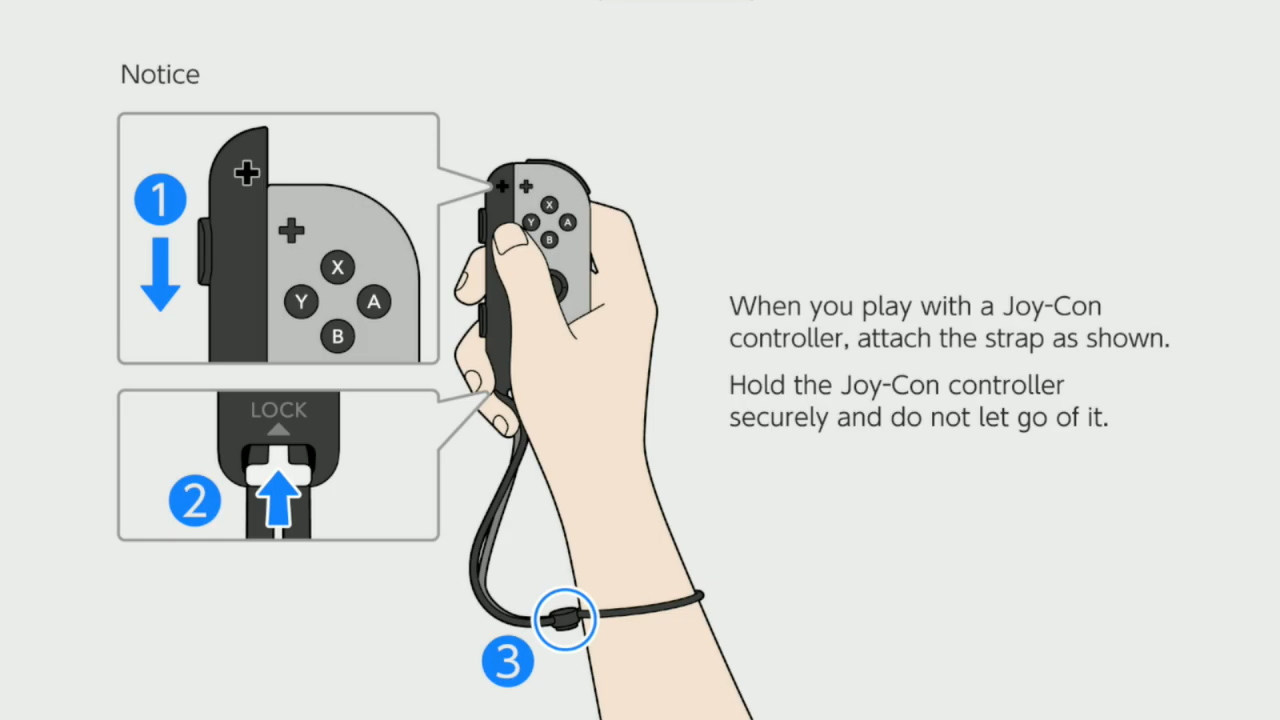 Notice
1
X
Y
A
B
LOCK
2
3
X
Y
A
B
When you play with a Joy-Con
controller, attach the strap as shown.
Hold the Joy-Con controller
securely and do not let go of it.